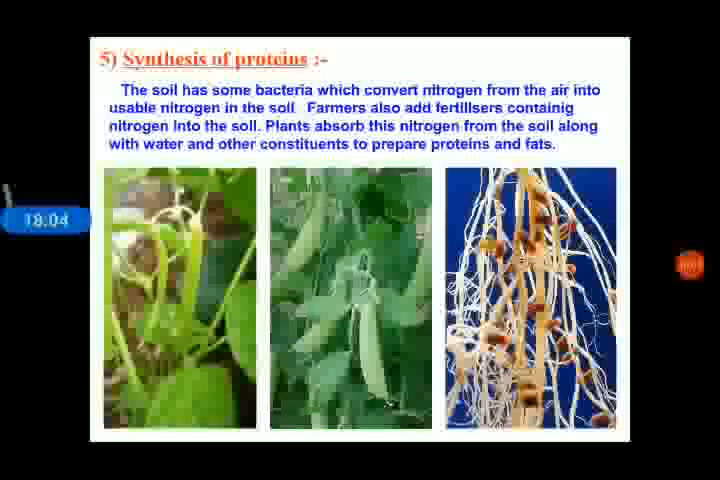 5) Synthesis of proteins :-
The soil has some bacteria which convert nitrogen from the air into
usable nitrogen in the soil. Farmers also add fertilisers containig
nitrogen into the soil. Plants absorb this nitrogen from the soil along
with water and other constituents to prepare proteins and fats.
18:04